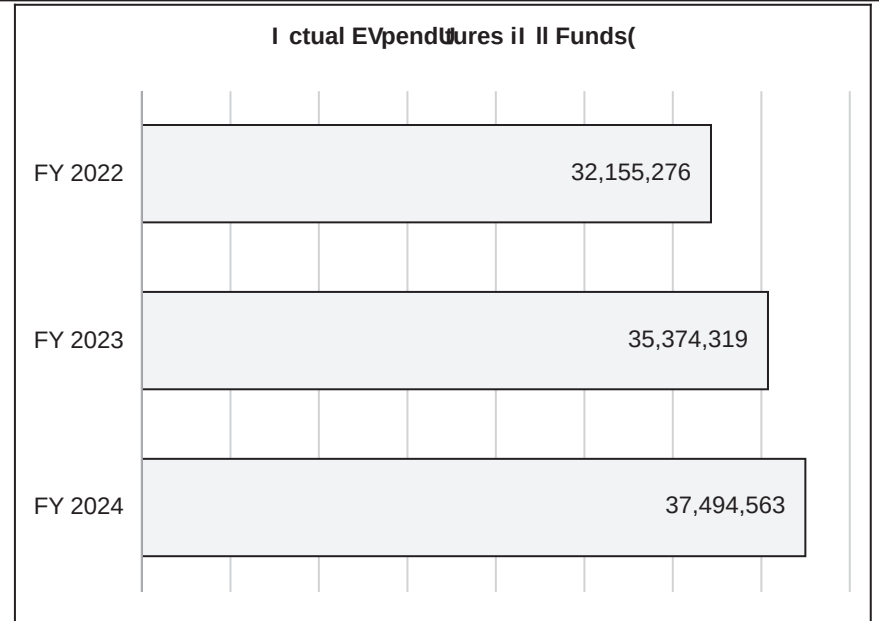 I ctual EVpendUtures iI ll Funds(
FY 2022
32,155,276
FY 2023
35,374,319
FY 2024
37,494,563